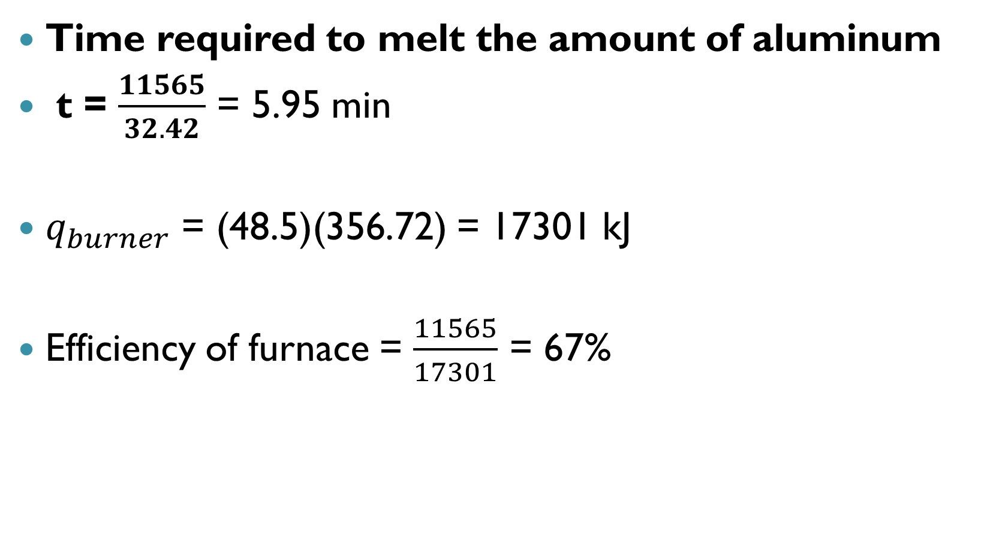 • Time required to melt the amount of aluminum
• t = 11565/32.42 = 5.95 min
• q_burner = (48.5)(356.72) = 17301 kJ
• Efficiency of furnace = 11565/17301 = 67%